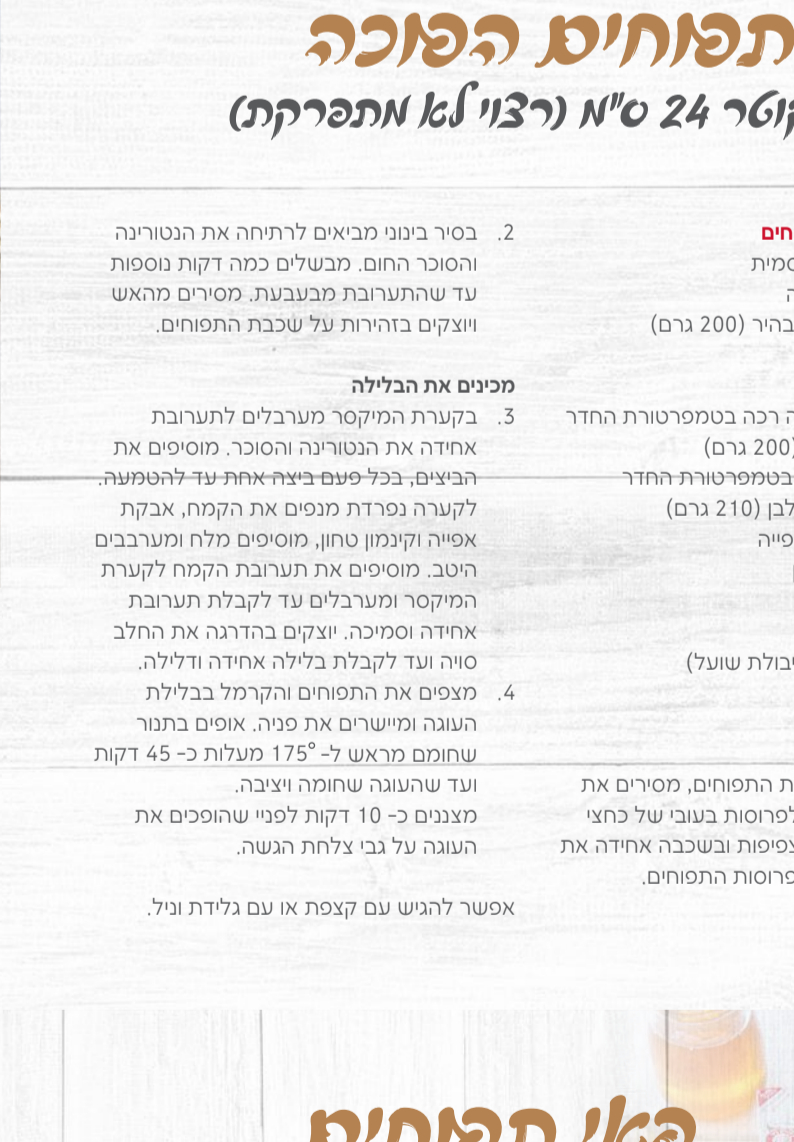 תפוחים הפוכה
קוטר 24 ס"מ (רצוי לא מתפרקת)
חים
סמית
ה
בהיר (200 גרם)
ה רכה בטמפרטורת החדר
(200 גרם)
בטמפרטורת החדר
לבן (210 גרם)
פייה
יבולת שועל)
ת התפוחים, מסירים את
לפרוסות בעובי של כחצי
צפיפות ובשכבה אחידה את
פרוסות התפוחים.
2. בסיר בינוני מביאים לרתיחה את הנטורינה
והסוכר החום. מבשלים כמה דקות נוספות
עד שהתערובת מבעבעת. מסירים מהאש
ויוצקים בזהירות על שכבת התפוחים.
מכינים את הבלילה
3. בקערת המיקסר מערבלים לתערובת
אחידה את הנטורינה והסוכר. מוסיפים את
הביצים, בכל פעם ביצה אחת עד להטמעה.
לקערה נפרדת מנפים את הקמח, אבקת
אפייה וקינמון טחון, מוסיפים מלח ומערבבים
היטב. מוסיפים את תערובת הקמח לקערת
המיקסר ומערבלים עד לקבלת תערובת
אחידה וסמיכה. יוצקים בהדרגה את החלב
סויה ועד לקבלת בלילה אחידה ודלילה.
4. מצפים את התפוחים והקרמל בבלילת
העוגה ומיישרים את פניה. אופים בתנור
שחומם מראש ל- 175° מעלות כ- 45 דקות
ועד שהעוגה שחומה ויציבה.
מצננים כ- 10 דקות לפניי שהופכים את
העוגה על גבי צלחת הגשה.
אפשר להגיש עם קצפת או עם גלידת וניל.
פאי תפוחים